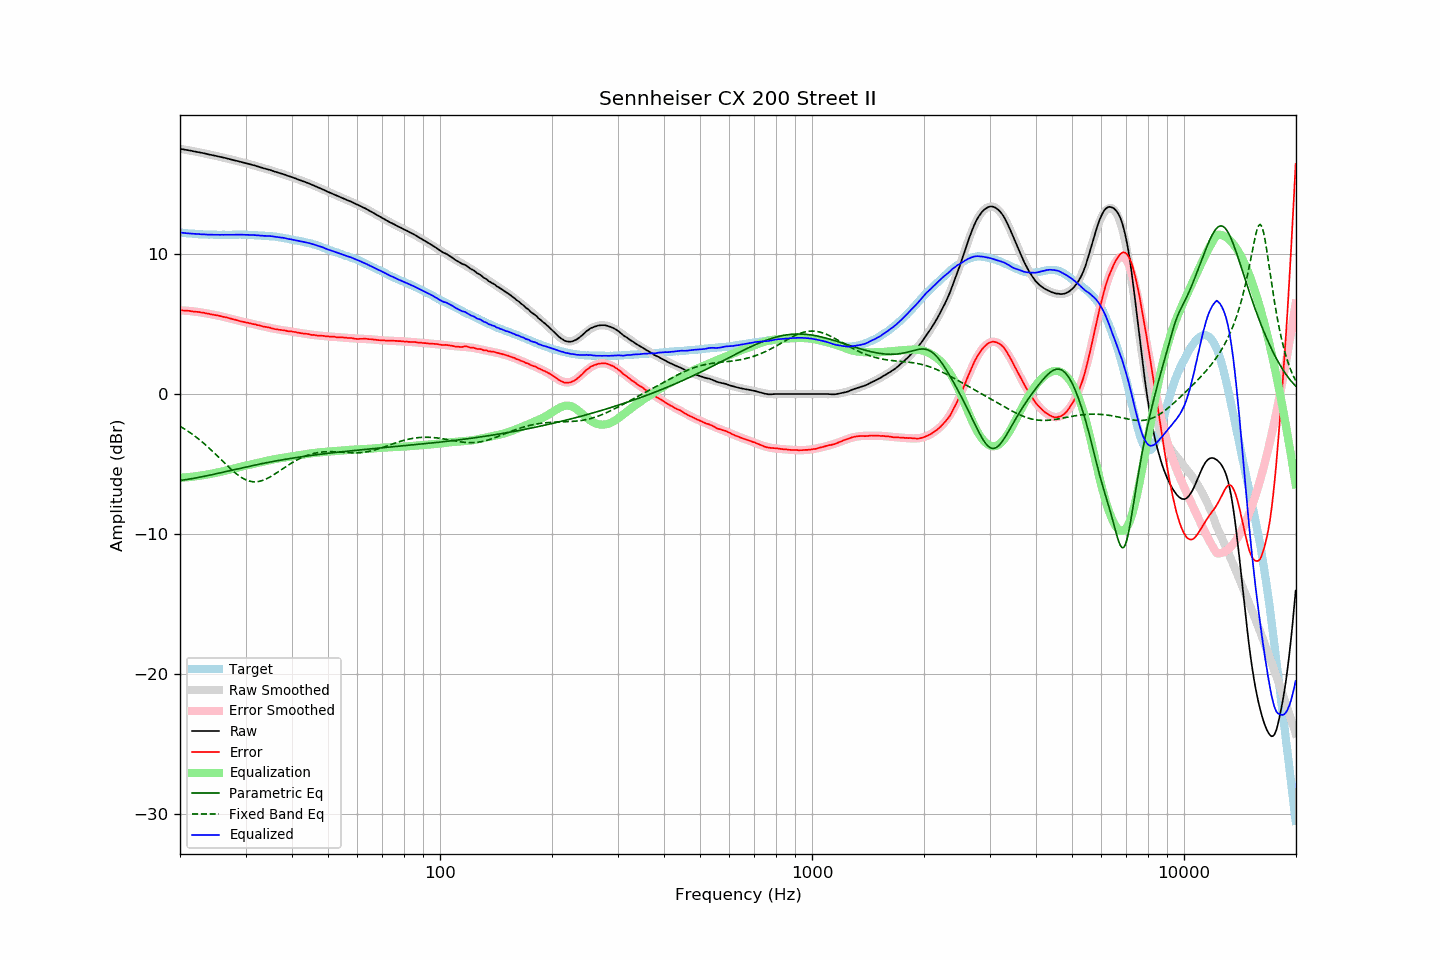 Sennheiser CX 200 Street II
Amplitude (dBr)
10
0
−10
−20
−30
Target
Raw Smoothed
Error Smoothed
Raw
Error
Equalization
Parametric Eq
Fixed Band Eq
Equalized
100
1000
10000
Frequency (Hz)